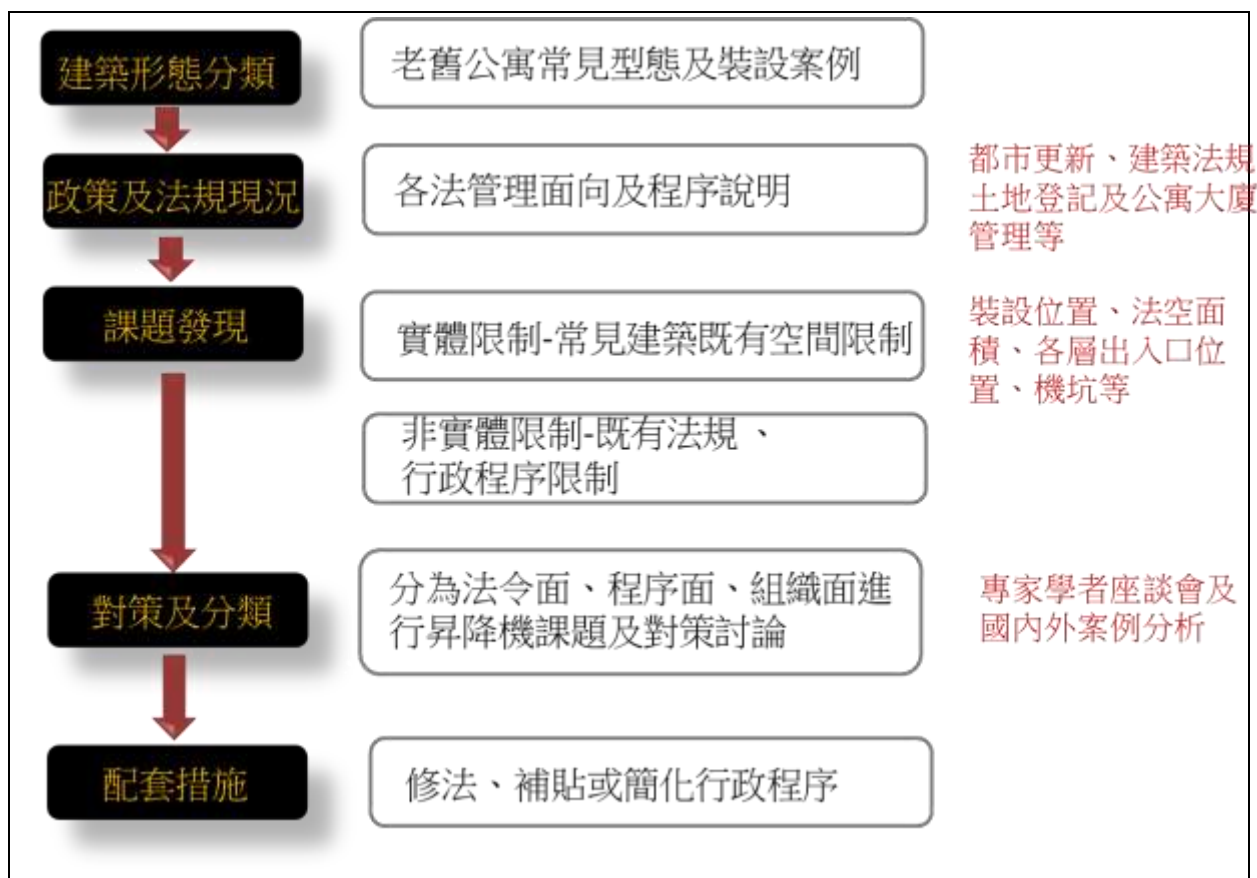 建築形態分類
老舊公寓常見型態及裝設案例
政策及法規現況
各法管理面向及程序說明
都市更新、建築法規
土地登記及公寓大廈
管理等
課題發現
實體限制-常見建築既有空間限制
裝設位置、法空面
積、各層出入口位
置、機坑等
非實體限制-既有法規、
行政程序限制
對策及分類
分為法令面、程序面、組織面進
行昇降機課題及對策討論
專家學者座談會及
國內外案例分析
配套措施
修法、補貼或簡化行政程序